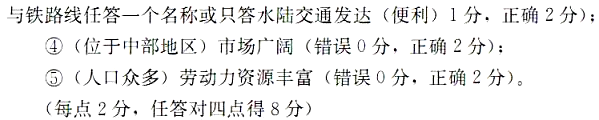 与铁路线任答一个名称或只答水陆交通发达（便利）1分，正确2分）；
④（位于中部地区）市场广阔（错误0分，正确2分）；
⑤（人口众多）劳动力资源丰富（错误0分，正确2分）。
（每点2分，任答对四点得8分）